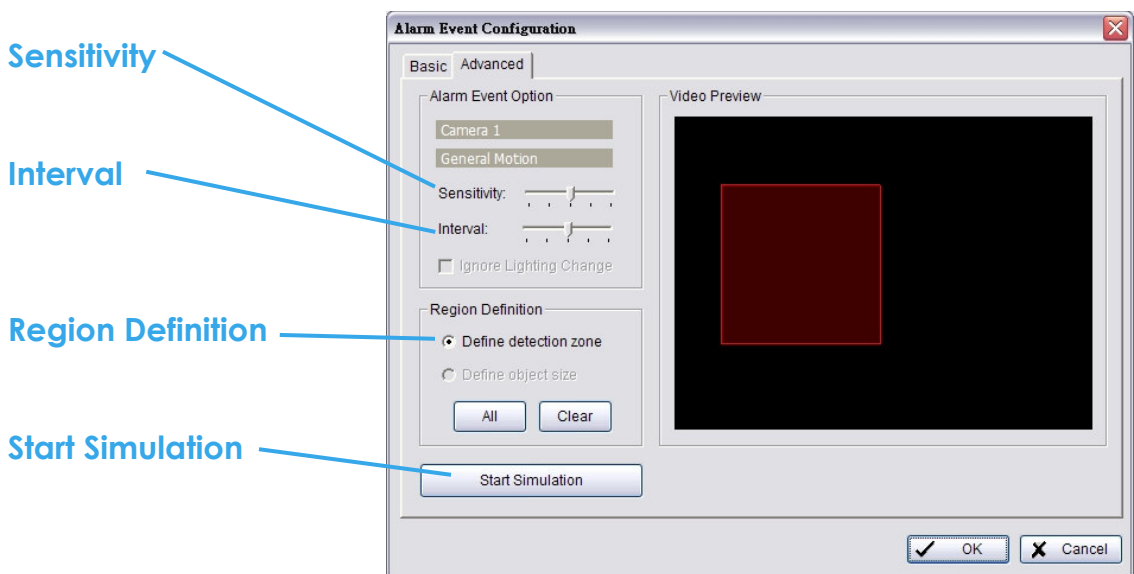 Sensitivity
Interval
Region Definition
Start Simulation
Alarm Event Configuration
Basic Advanced
Alarm Event Option
Camera 1
General Motion
Sensitivity:
Interval:
Ignore Lighting Change
Region Definition
Define detection zone
Define object size
All Clear
Start Simulation
Video Preview
OK Cancel